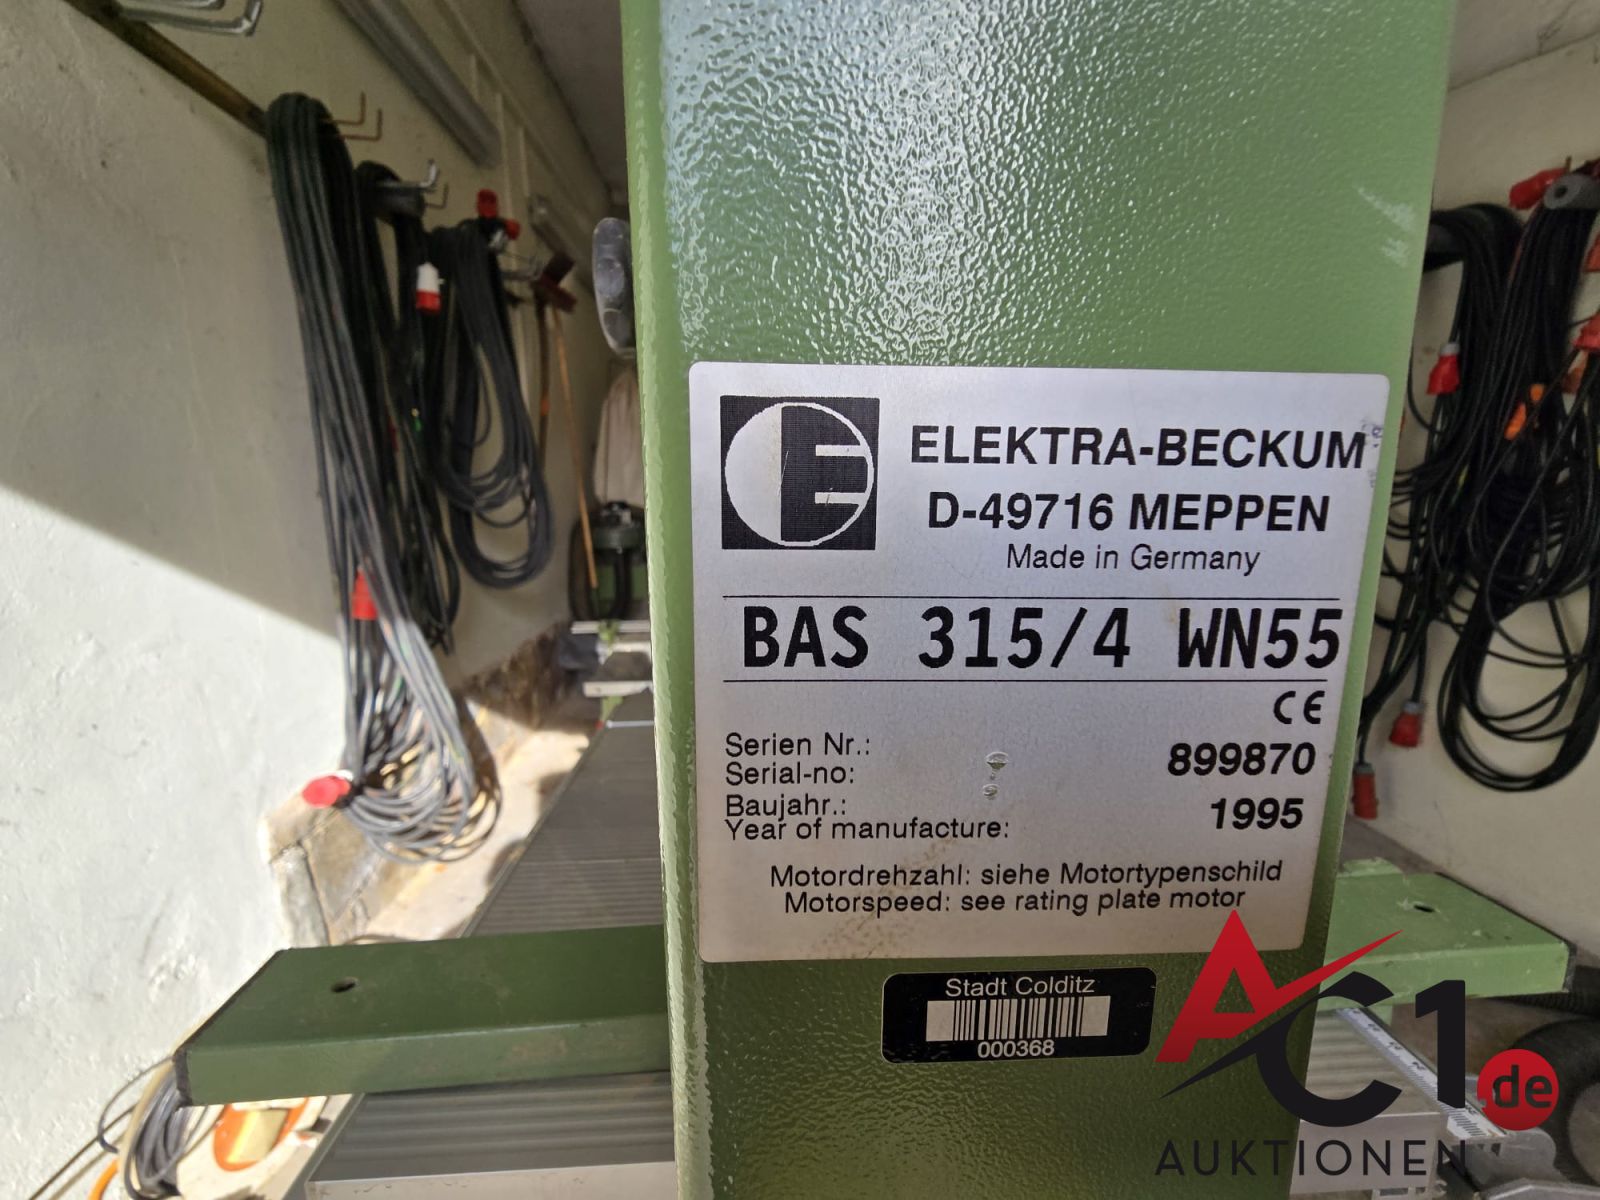 E
ELEKTRA-BECKUM
D-49716 MEPPEN
Made in Germany
BAS 315/4 WN55
CE
Serien Nr.:
Serial-no:
899870
Baujahr.:
Year of manufacture:
1995
Motordrehzahl: siehe Motortypenschild
Motorspeed: see rating plate motor
Stadt Colditz
000368
AC1.de
AUKTIONEN